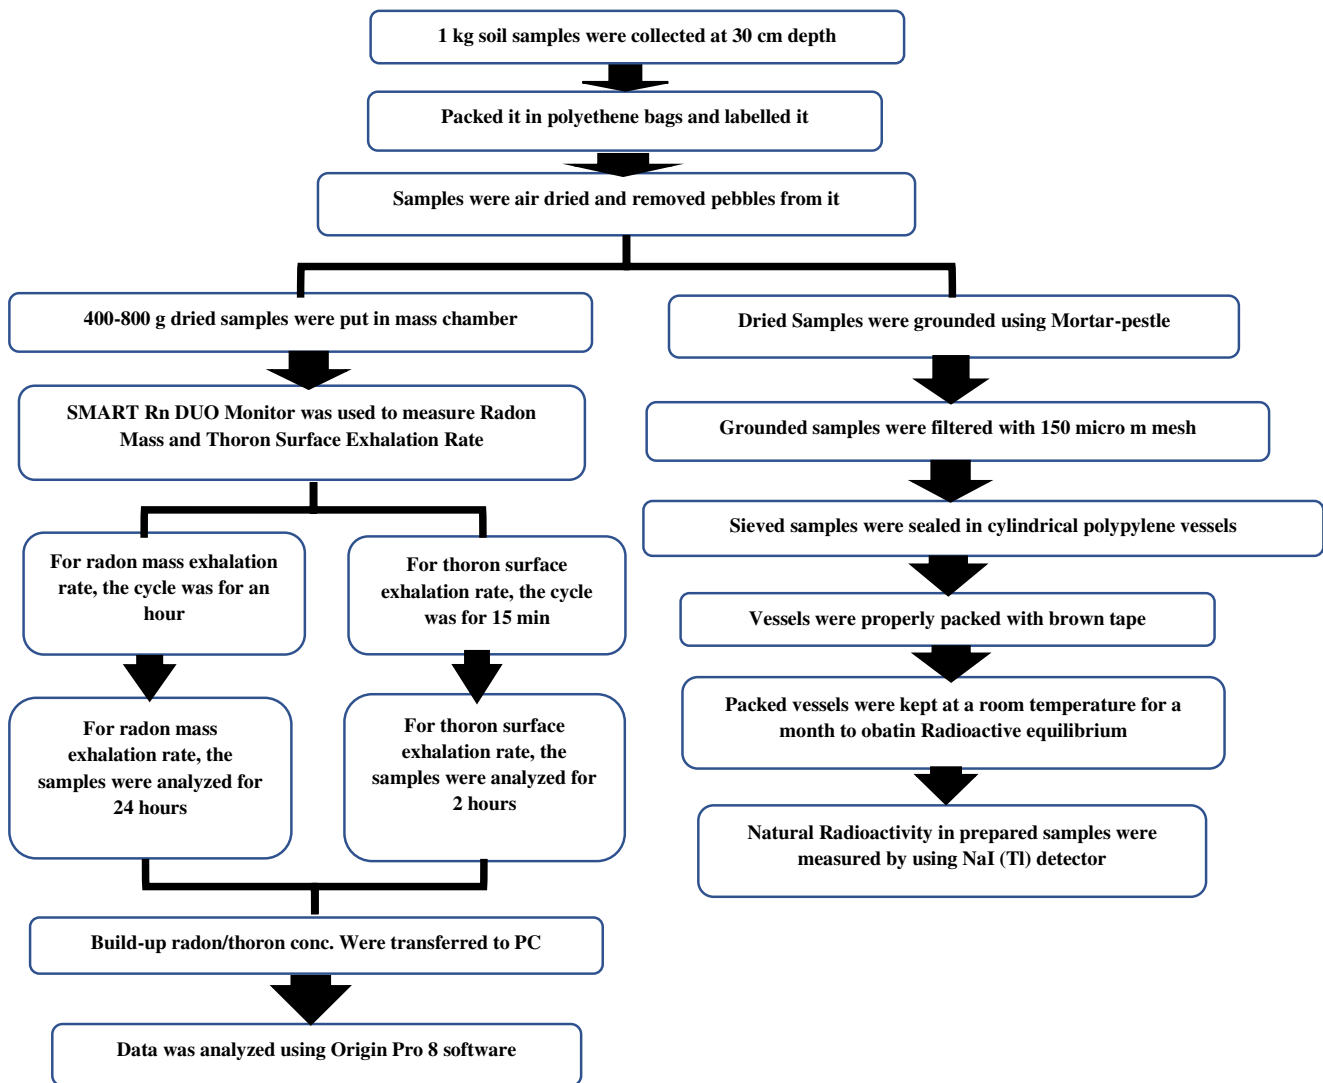 1 kg soil samples were collected at 30 cm depth
Packed it in polyethene bags and labelled it
Samples were air dried and removed pebbles from it
400-800 g dried samples were put in mass chamber
SMART Rn DUO Monitor was used to measure Radon
Mass and Thoron Surface Exhalation Rate
For radon mass exhalation
rate, the cycle was for an
hour
For thoron surface
exhalation rate, the cycle
was for 15 min
For radon mass
exhalation rate, the
samples were analyzed for
24 hours
For thoron surface
exhalation rate, the
samples were analyzed for
2 hours
Build-up radon/thoron conc. Were transferred to PC
Data was analyzed using Origin Pro 8 software
Dried Samples were grounded using Mortar-pestle
Grounded samples were filtered with 150 micro m mesh
Sieved samples were sealed in cylindrical polypylene vessels
Vessels were properly packed with brown tape
Packed vessels were kept at a room temperature for a
month to obatin Radioactive equilibrium
Natural Radioactivity in prepared samples were
measured by using NaI (Tl) detector